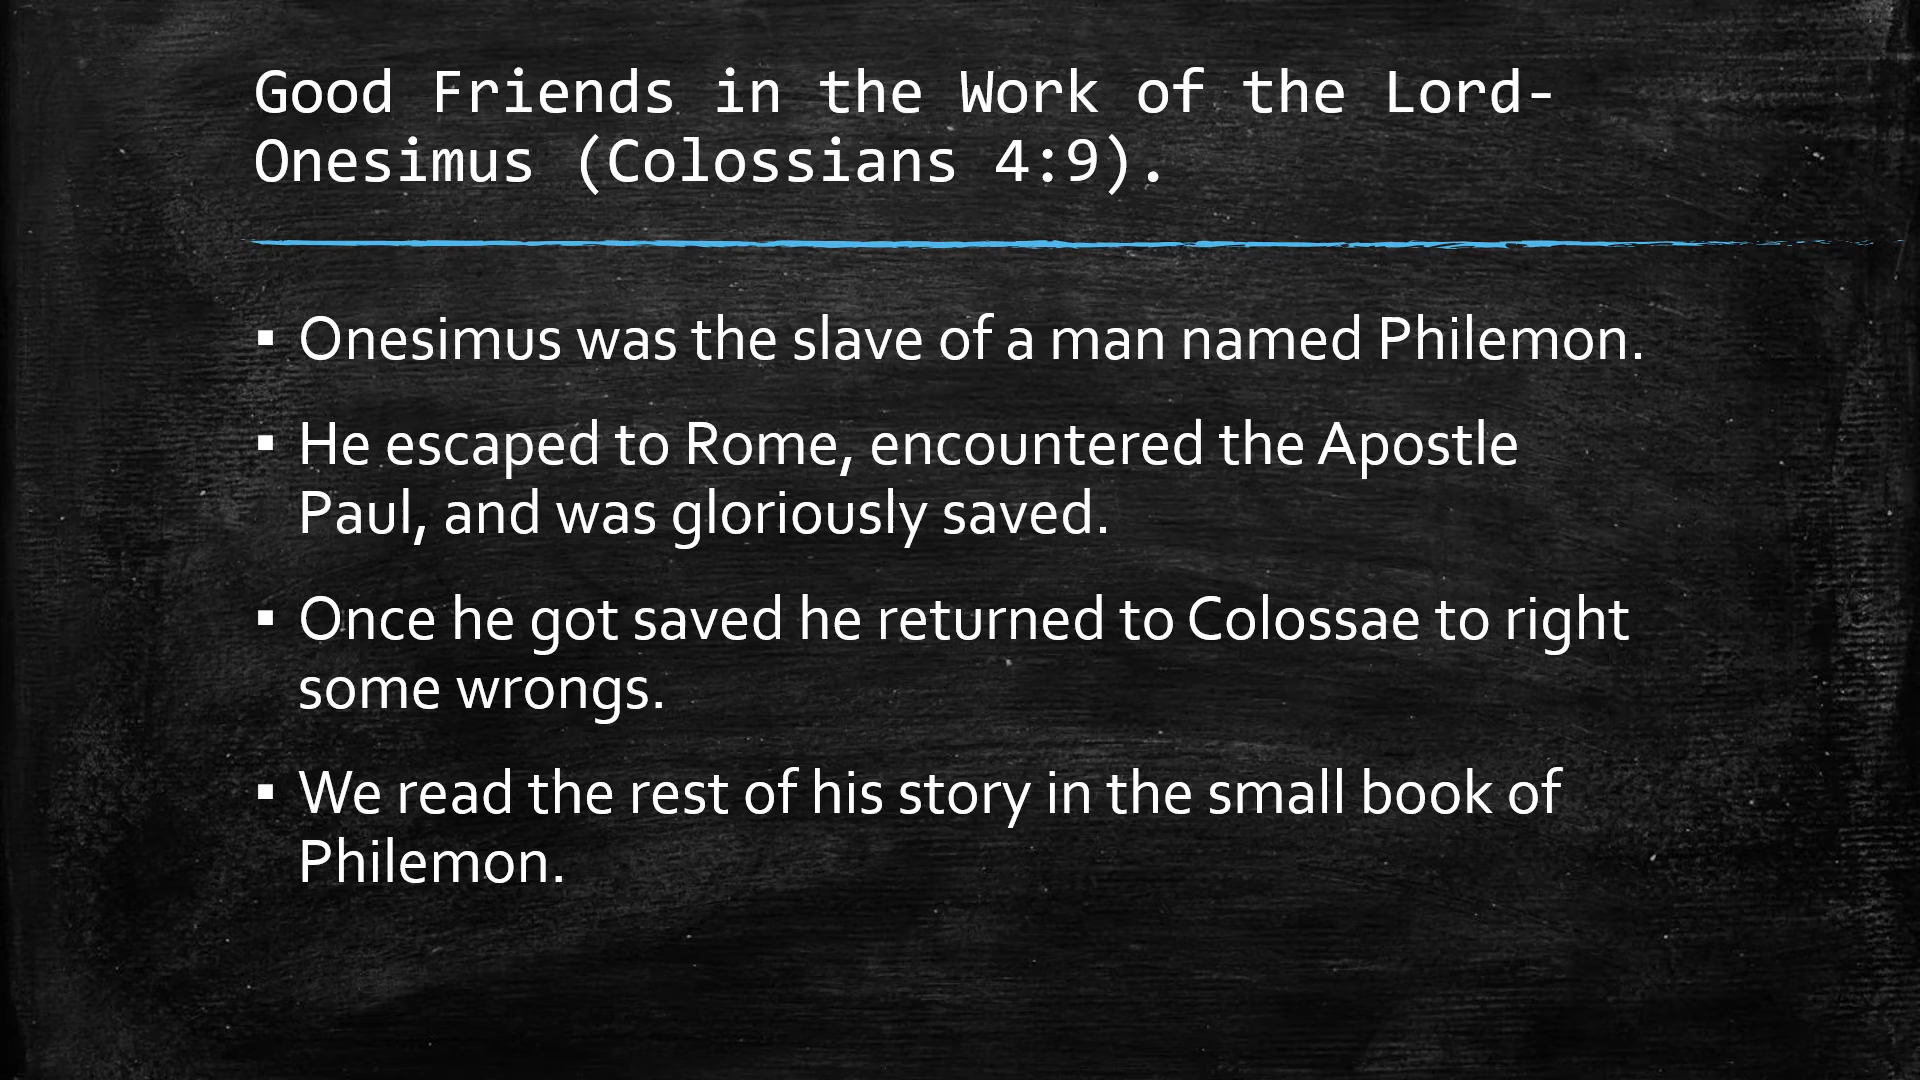 Good Friends in the Work of the Lord-
Onesimus (Colossians 4:9).
▪ Onesimus was the slave of a man named Philemon.
▪ He escaped to Rome, encountered the Apostle
Paul, and was gloriously saved.
▪ Once he got saved he returned to Colossae to right
some wrongs.
▪ We read the rest of his story in the small book of
Philemon.